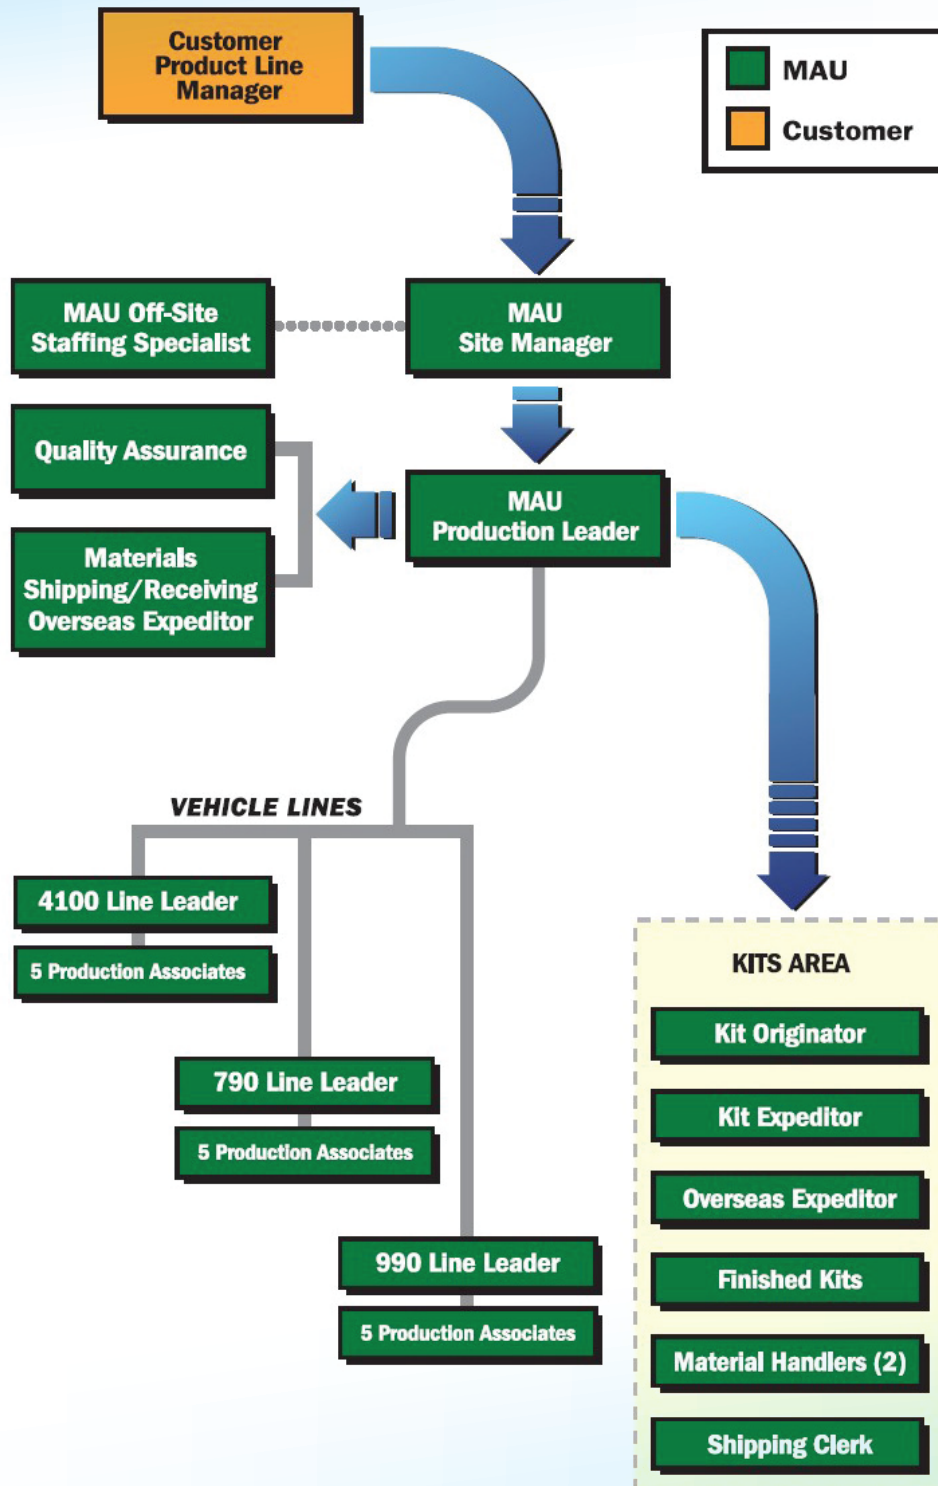 Customer
Product Line
Manager
MAU
Customer
MAU Off-Site
Staffing Specialist
MAU
Site Manager
Quality Assurance
MAU
Production Leader
Materials
Shipping/Receiving
Overseas Expeditor
VEHICLE LINES
4100 Line Leader
5 Production Associates
790 Line Leader
5 Production Associates
990 Line Leader
5 Production Associates
KITS AREA
Kit Originator
Kit Expeditor
Overseas Expeditor
Finished Kits
Material Handlers (2)
Shipping Clerk